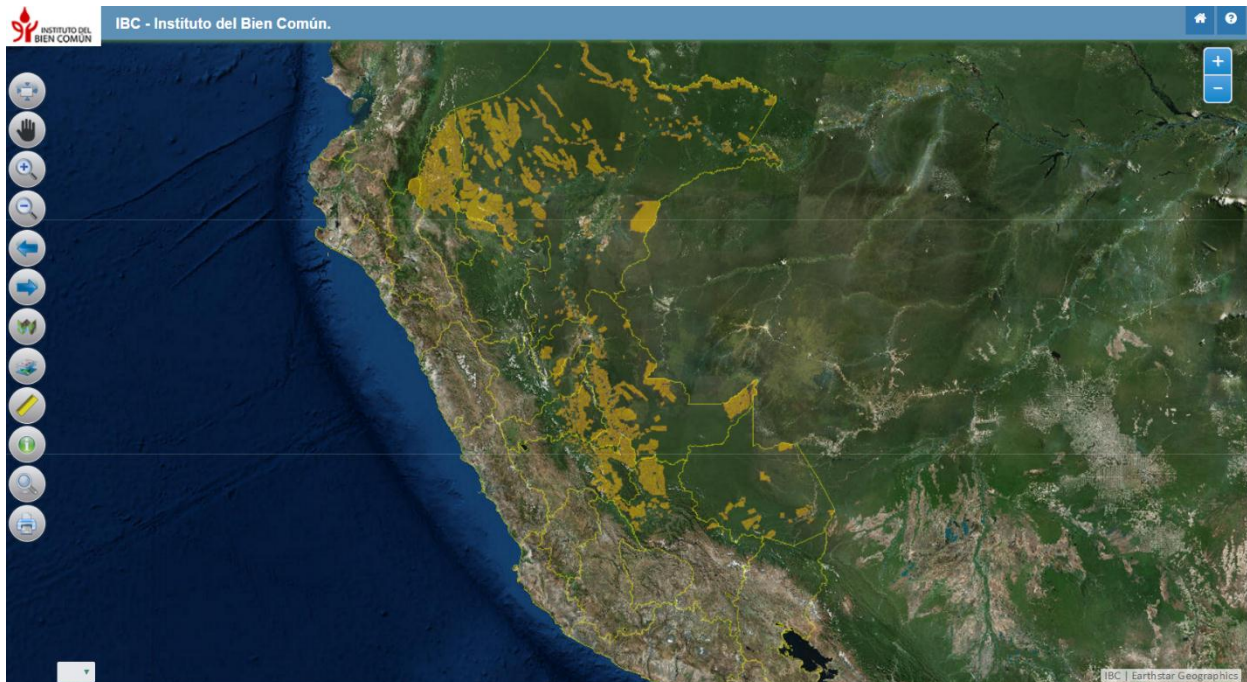 INSTITUTO DEL
BIEN COMÚN
IBC - Instituto del Bien Común.
IBC | Earthstar Geographics